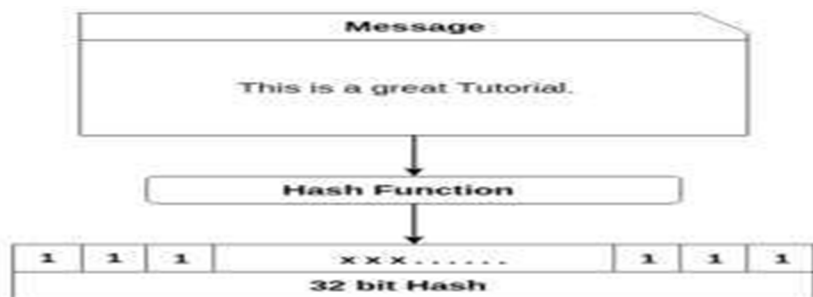 Message
This is a great Tutorial.
Hash Function
1 1 1 x x x . . . . . . 1 1 1
32 bit Hash